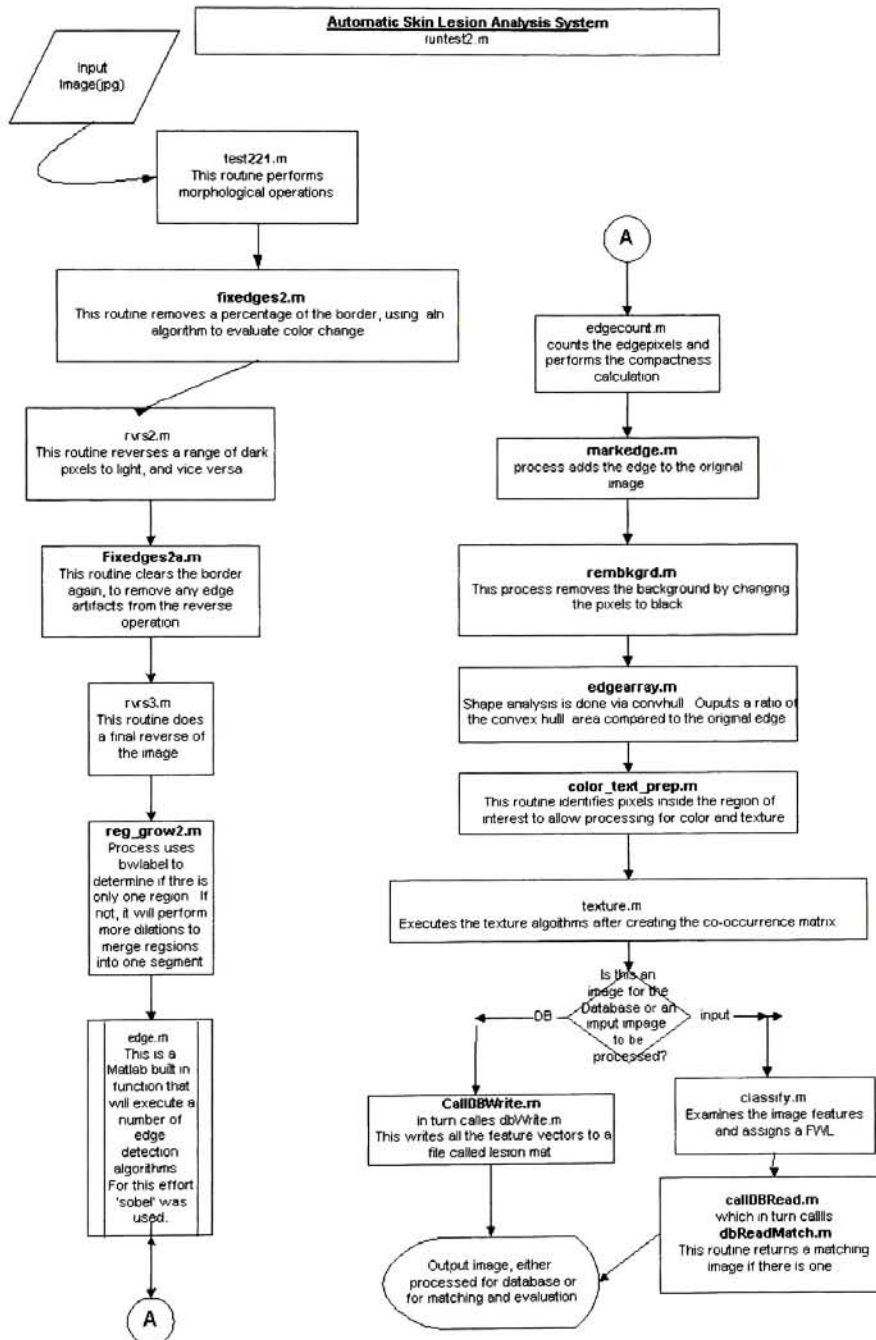 Automatic Skin Lesion Analysis System
runtest2.m
Input
Image(jpg)
test221.m
This routine performs
morphological operations
fixedges2.m
This routine removes a percentage of the border, using aln
algorithm to evaluate color change
rvrs2.m
This routine reverses a range of dark
pixels to light, and vice versa
Fixedges2a.m
This routine clears the border
again, to remove any edge
artifacts from the reverse
operation
rvrs3.m
This routine does
a final reverse of
the image
reg_grow2.m
Process uses
bwlabel to
determine if thre is
only one region If
not, it will perform
more dilations to
merge regsions
into one segment
edge.m
This is a
Matlab built in
function that
will execute a
number of
edge
detection
algorithms
For this effort
'sobel' was
used.
A
A
edgecount.m
counts the edgepixels and
performs the compactness
calculation
markedge.m
process adds the edge to the original
image
rembkgrd.m
This process removes the background by changing
the pixels to black
edgearray.m
Shape analysis is done via convhull Ouputs a ratio of
the convex hulll area compared to the original edge
color_text_prep.m
This routine identifies pixels inside the region of
interest to allow processing for color and texture
texture.m
Executes the texture algoithms after creating the co-occurrence matrix
Is this an
image for the
Database or an
imput impage
to be
processed?
DB
input
CallDBWrite.m
in turn calles dbWrite.m
This writes all the feature vectors to a
file called lesion mat
classify.m
Examines the image features
and assigns a FWL
callDBRead.m
which in turn callls
dbReadMatch.m
This routine returns a matching
image if there is one
Output image, either
processed for database or
for matching and evaluation